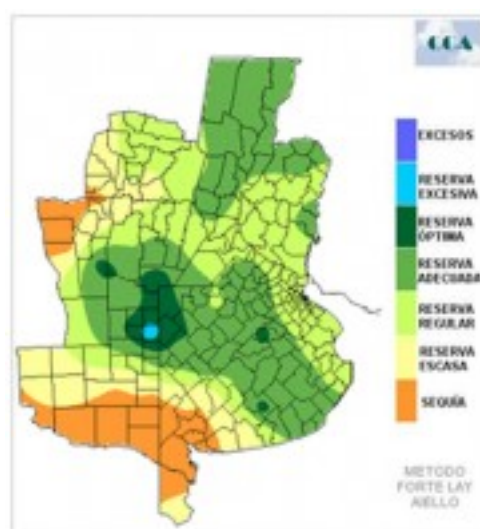 CCA
EXCESOS
RESERVA
EXCESIVA
RESERVA
ÓPTIMA
RESERVA
ADECUADA
RESERVA
REGULAR
RESERVA
ESCASA
SEQUÍA
METODO
FORTE LAY
AIELLO